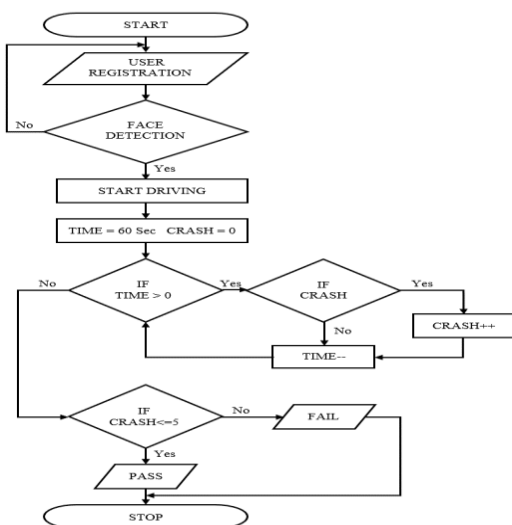 START
USER
REGISTRATION
No
FACE
DETECTION
Yes
START DRIVING
TIME = 60 Sec CRASH = 0
No
IF
TIME > 0
Yes
IF
CRASH
Yes
No
CRASH++
TIME--
IF
CRASH<=5
No
FAIL
Yes
PASS
STOP